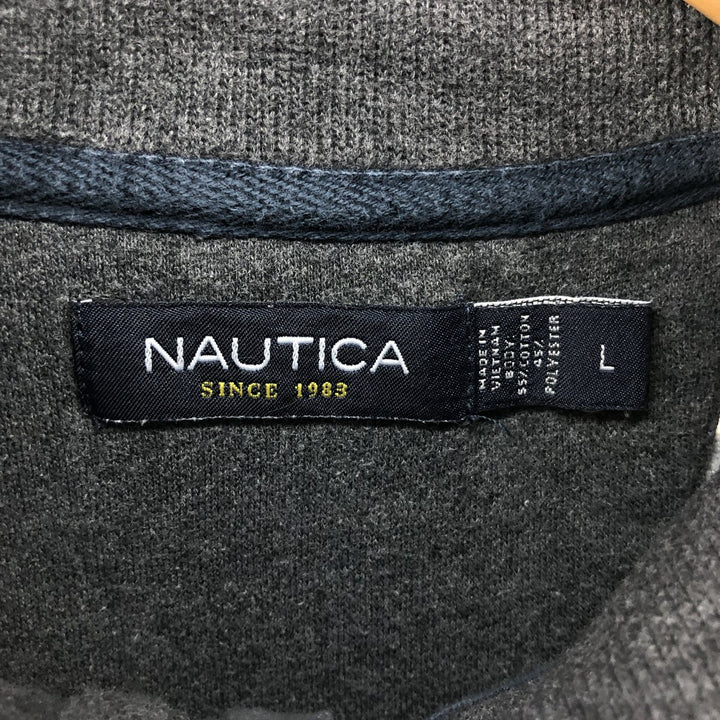 NAUTICA
SINCE 1983
MADE IN
VIETNAM
BODY:
55% COTTON
45%
POLYESTER
L